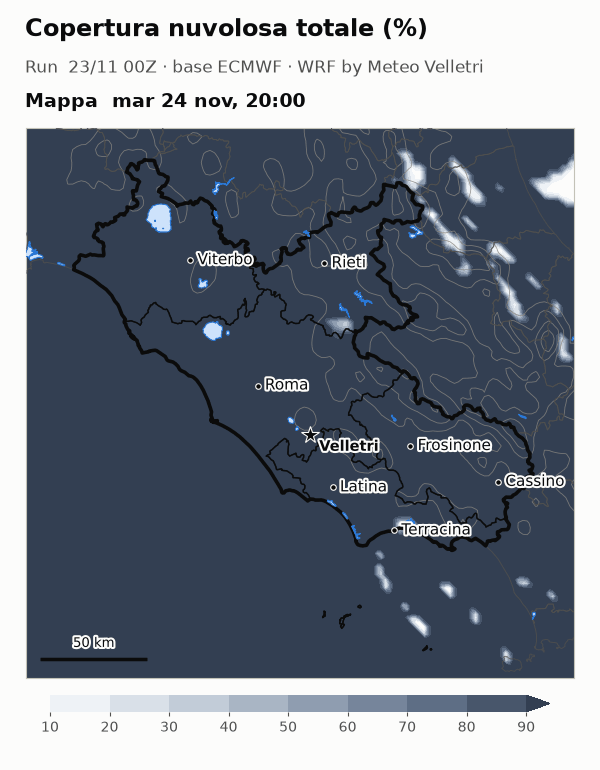 Copertura nuvolosa totale (%)
Run  23/11 00Z · base ECMWF · WRF by Meteo Velletri
Mappa  mar 24 nov, 20:00
Viterbo
Rieti
Roma
Velletri
Frosinone
Cassino
Latina
Terracina
50 km
10 20 30 40 50 60 70 80 90